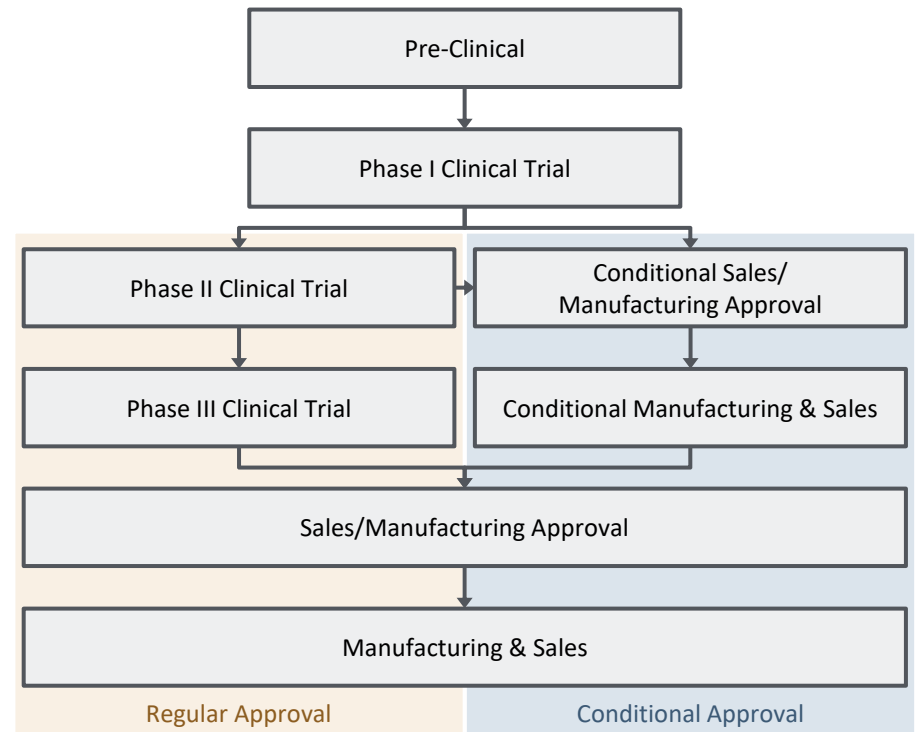 Pre-Clinical
Phase I Clinical Trial
Phase II Clinical Trial
Conditional Sales/
Manufacturing Approval
Phase III Clinical Trial
Conditional Manufacturing & Sales
Sales/Manufacturing Approval
Manufacturing & Sales
Regular Approval
Conditional Approval